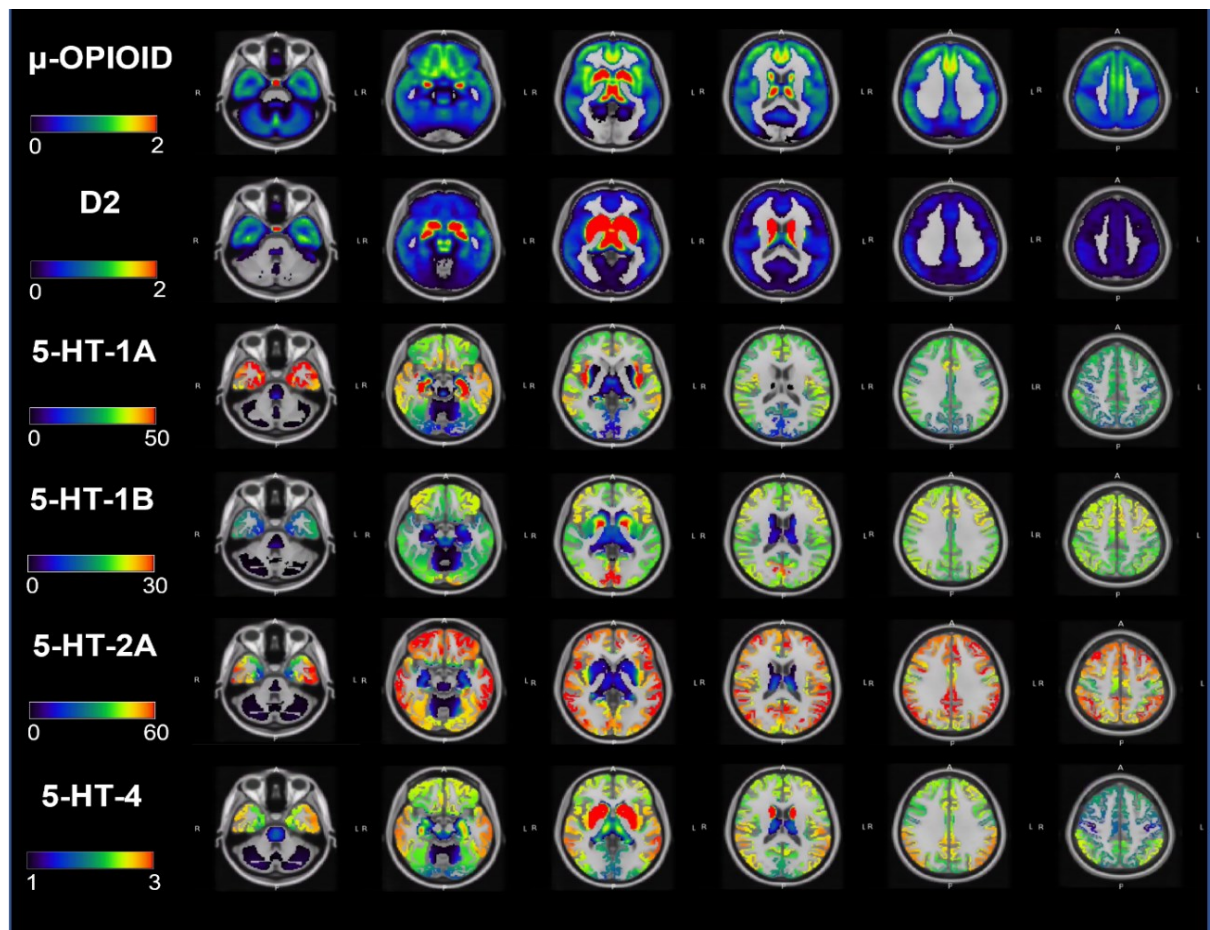 µ-OPIOID
0 2
D2
0 2
5-HT-1A
0 50
5-HT-1B
0 30
5-HT-2A
0 60
5-HT-4
1 3
A A A A A A
R L R L R L R L R L R L
P P P P P P
A A A A A A
R L R L R L R L R L R L
P P P P P P
A A A A A A
R L R L R L R L R L R L
P P P P P P
A A A A A A
R L R L R L R L R L R L
P P P P P P
A A A A A A
R L R L R L R L R L R L
P P P P P P
A A A A A A
R L R L R L R L R L R L
P P P P P P